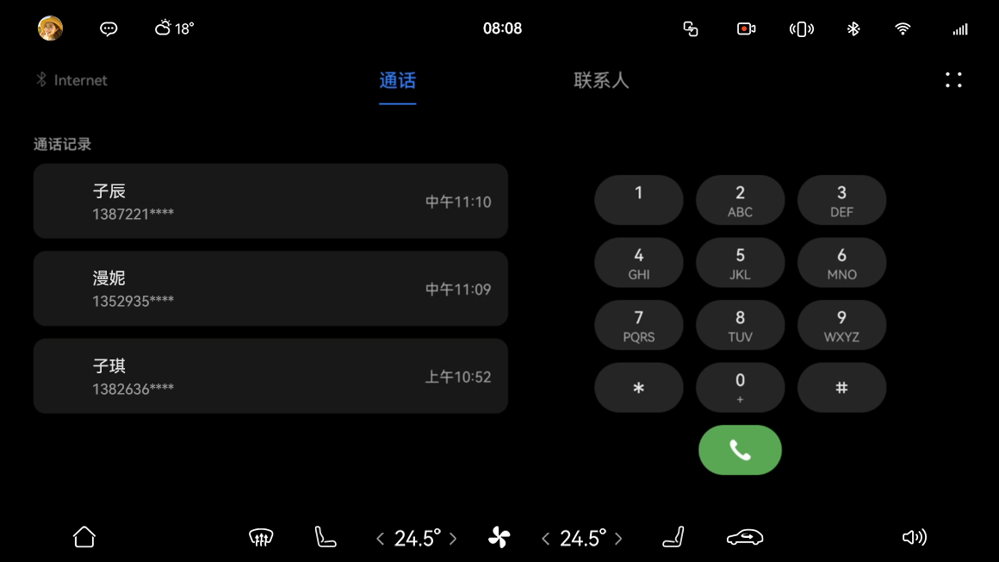 18°
08:08
Internet
通话
联系人
通话记录
子辰
1387221****
中午11:10
漫妮
1352935****
中午11:09
子琪
1382636****
上午10:52
1
2
ABC
3
DEF
4
GHI
5
JKL
6
MNO
7
PQRS
8
TUV
9
WXYZ
*
0
+
#
< 24.5° >
< 24.5° >